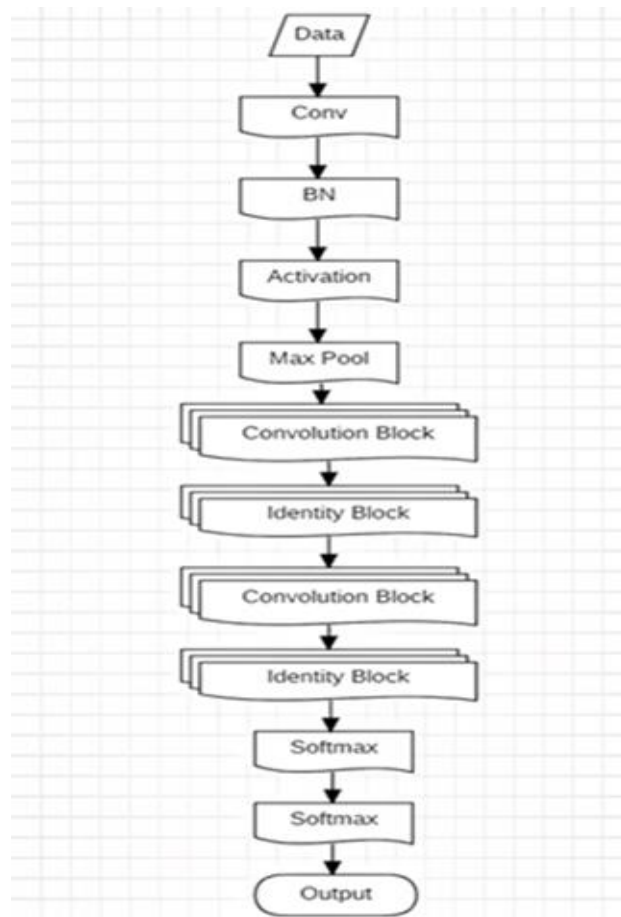 Data
Conv
BN
Activation
Max Pool
Convolution Block
Identity Block
Convolution Block
Identity Block
Softmax
Softmax
Output